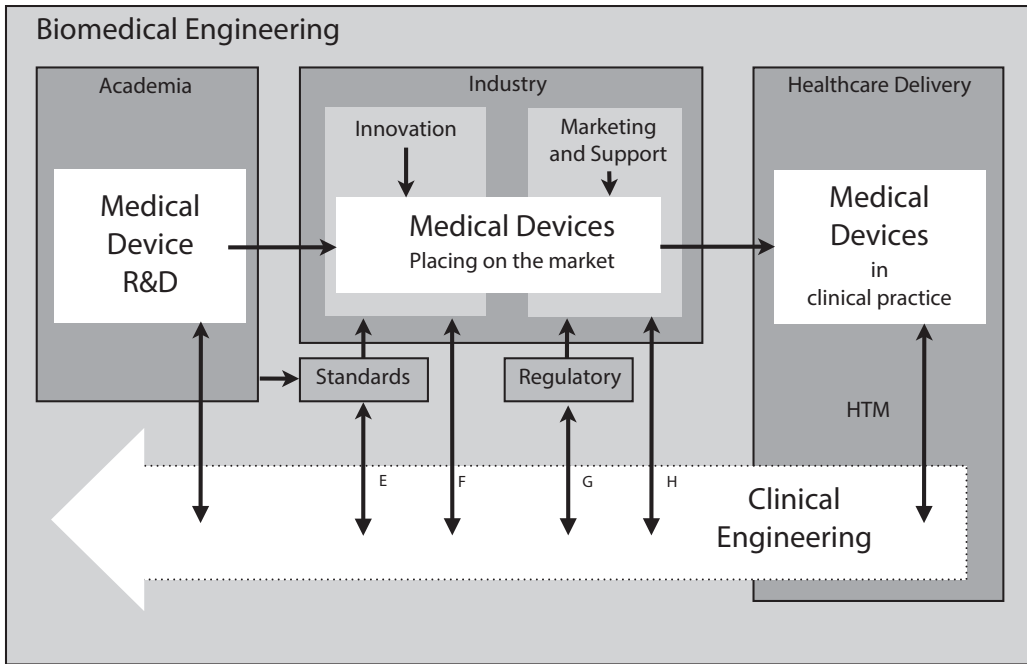 Biomedical Engineering
Academia
Industry
Healthcare Delivery
Innovation
Marketing
and Support
Medical
Device
R&D
Medical Devices
Placing on the market
Medical
Devices
in
clinical practice
Standards
Regulatory
HTM
E
F
G
H
Clinical
Engineering